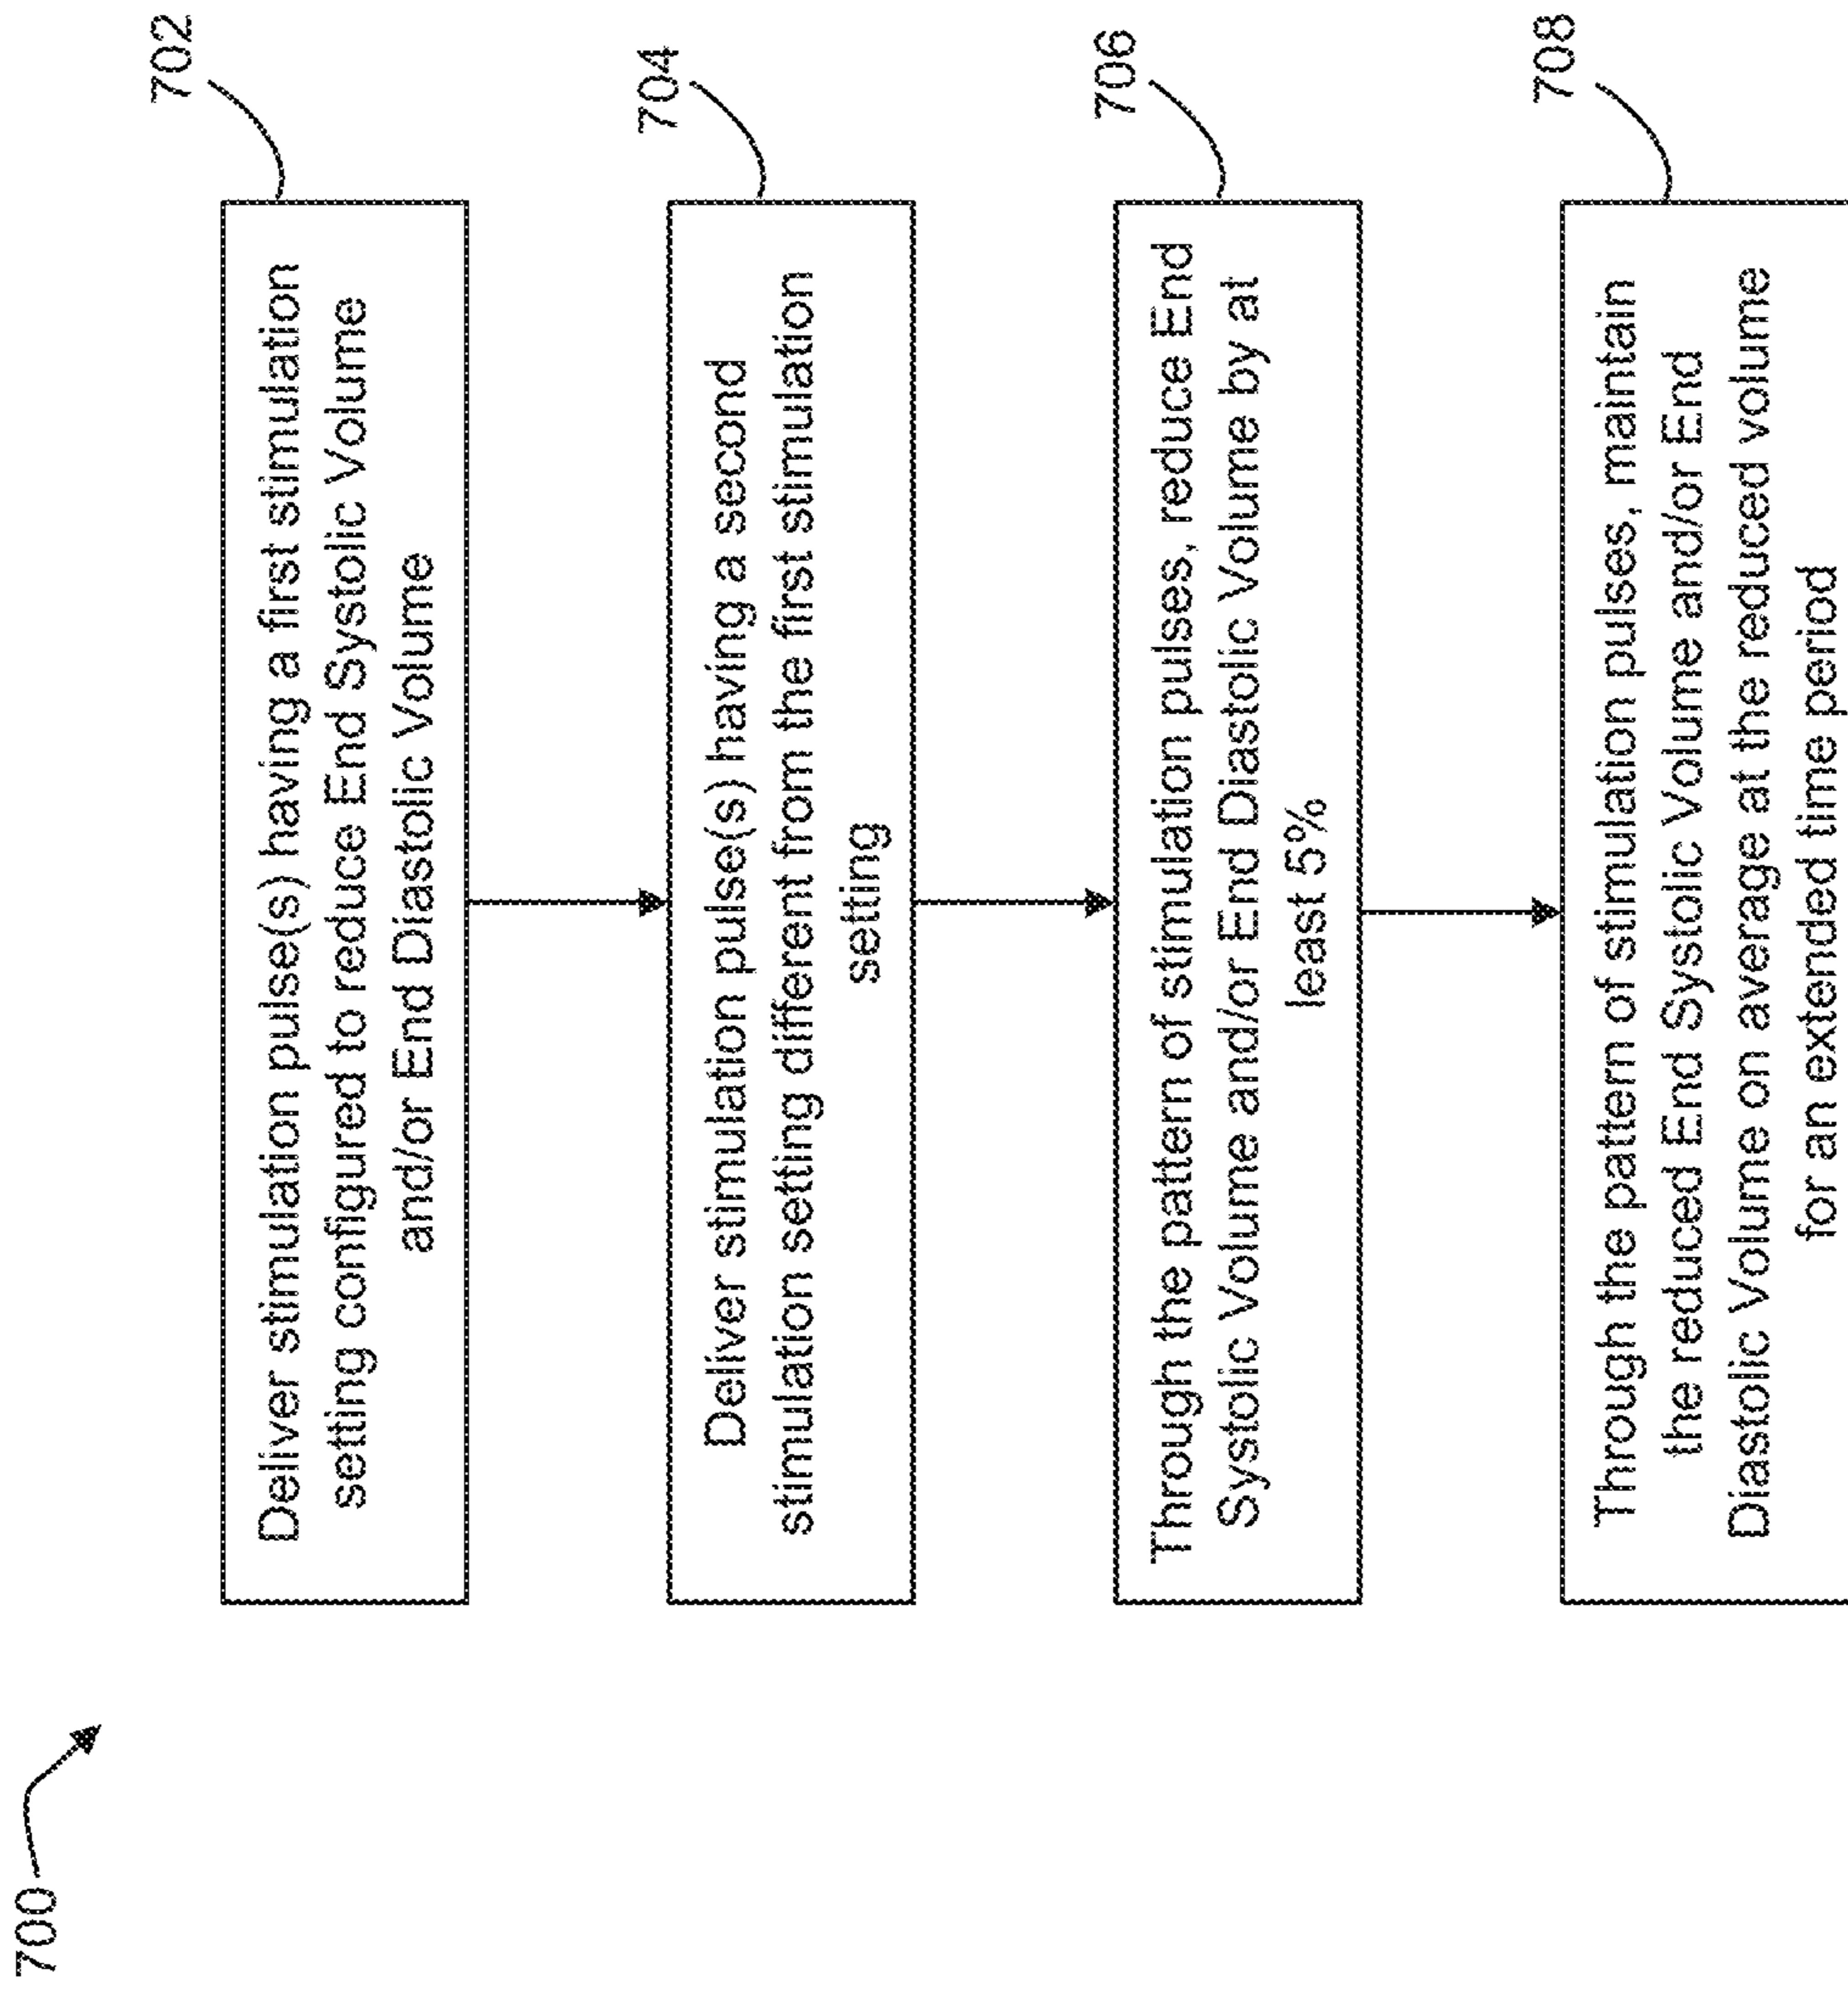 700
702
Deliver stimulation pulse(s) having a first stimulation
setting configured to reduce End Systolic Volume
and/or End Diastolic Volume
704
Deliver stimulation pulse(s) having a second
stimulation setting different from the first stimulation
setting
706
Through the pattern of stimulation pulses, reduce End
Systolic Volume and/or End Diastolic Volume by at
least 5%
708
Through the pattern of stimulation pulses, maintain
the reduced End Systolic Volume and/or End
Diastolic Volume on average at the reduced volume
for an extended time period